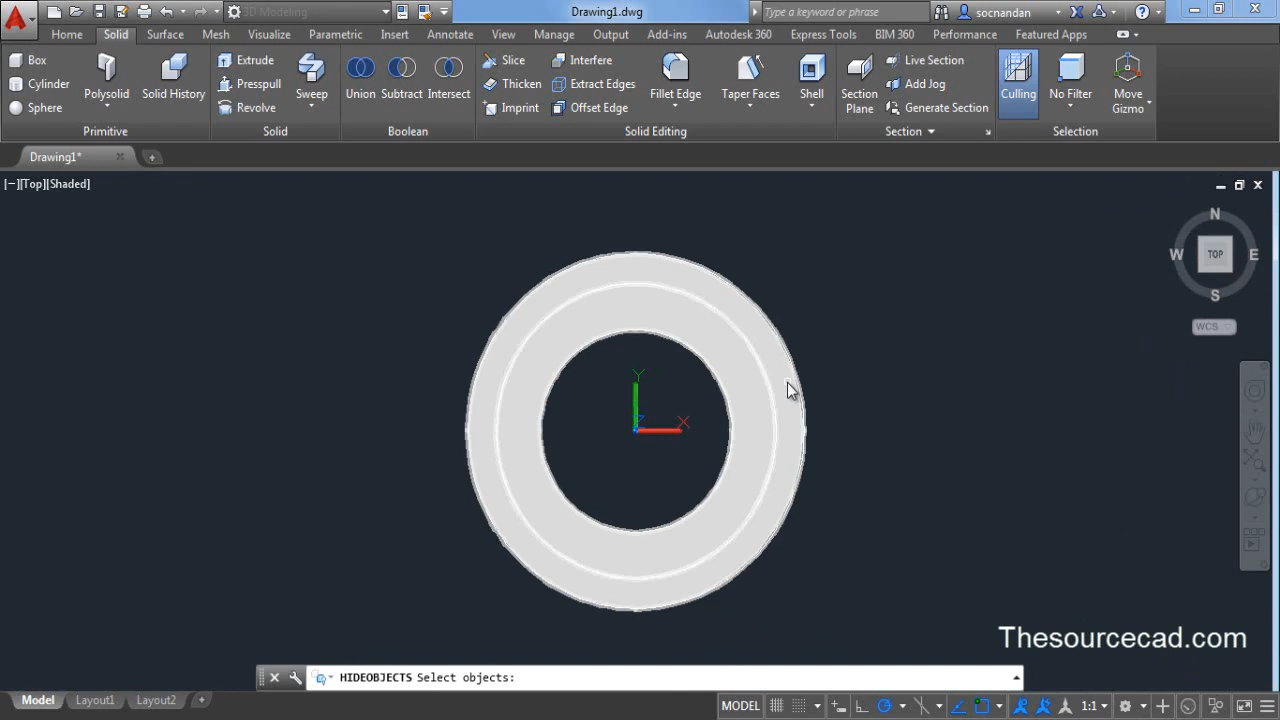 3D Modeling
Drawing1.dwg
Type a keyword or phrase
socnandan
Home
Solid
Surface
Mesh
Visualize
Parametric
Insert
Annotate
View
Manage
Output
Add-ins
Autodesk 360
Express Tools
BIM 360
Performance
Featured Apps
Box
Cylinder
Sphere
Polysolid
Solid History
Primitive
Extrude
Presspull
Revolve
Sweep
Solid
Union
Subtract
Intersect
Boolean
Slice
Thicken
Imprint
Interfere
Extract Edges
Offset Edge
Fillet Edge
Taper Faces
Shell
Solid Editing
Section
Plane
Live Section
Add Jog
Generate Section
Section
Culling
No Filter
Move
Gizmo
Selection
Drawing1*
[−][Top][Shaded]
N
W
TOP
E
S
WCS
Y
Z
X
Thesourcecad.com
HIDEOBJECTS Select objects:
Model
Layout1
Layout2
MODEL
1:1